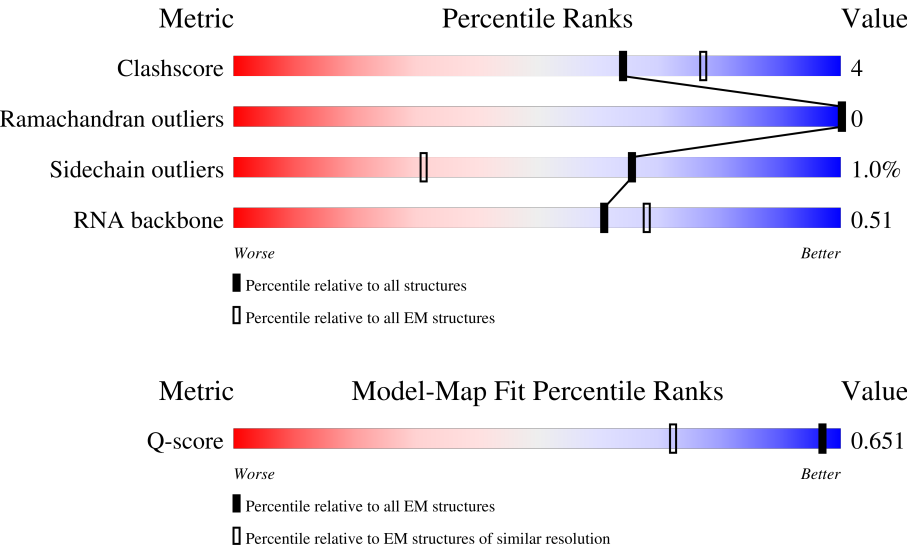 Metric Percentile Ranks Value
Clashscore 4
Ramachandran outliers 0
Sidechain outliers 1.0%
RNA backbone 0.51
Worse Better
Percentile relative to all structures
Percentile relative to all EM structures
Metric Model-Map Fit Percentile Ranks Value
Q-score 0.651
Worse Better
Percentile relative to all EM structures
Percentile relative to EM structures of similar resolution